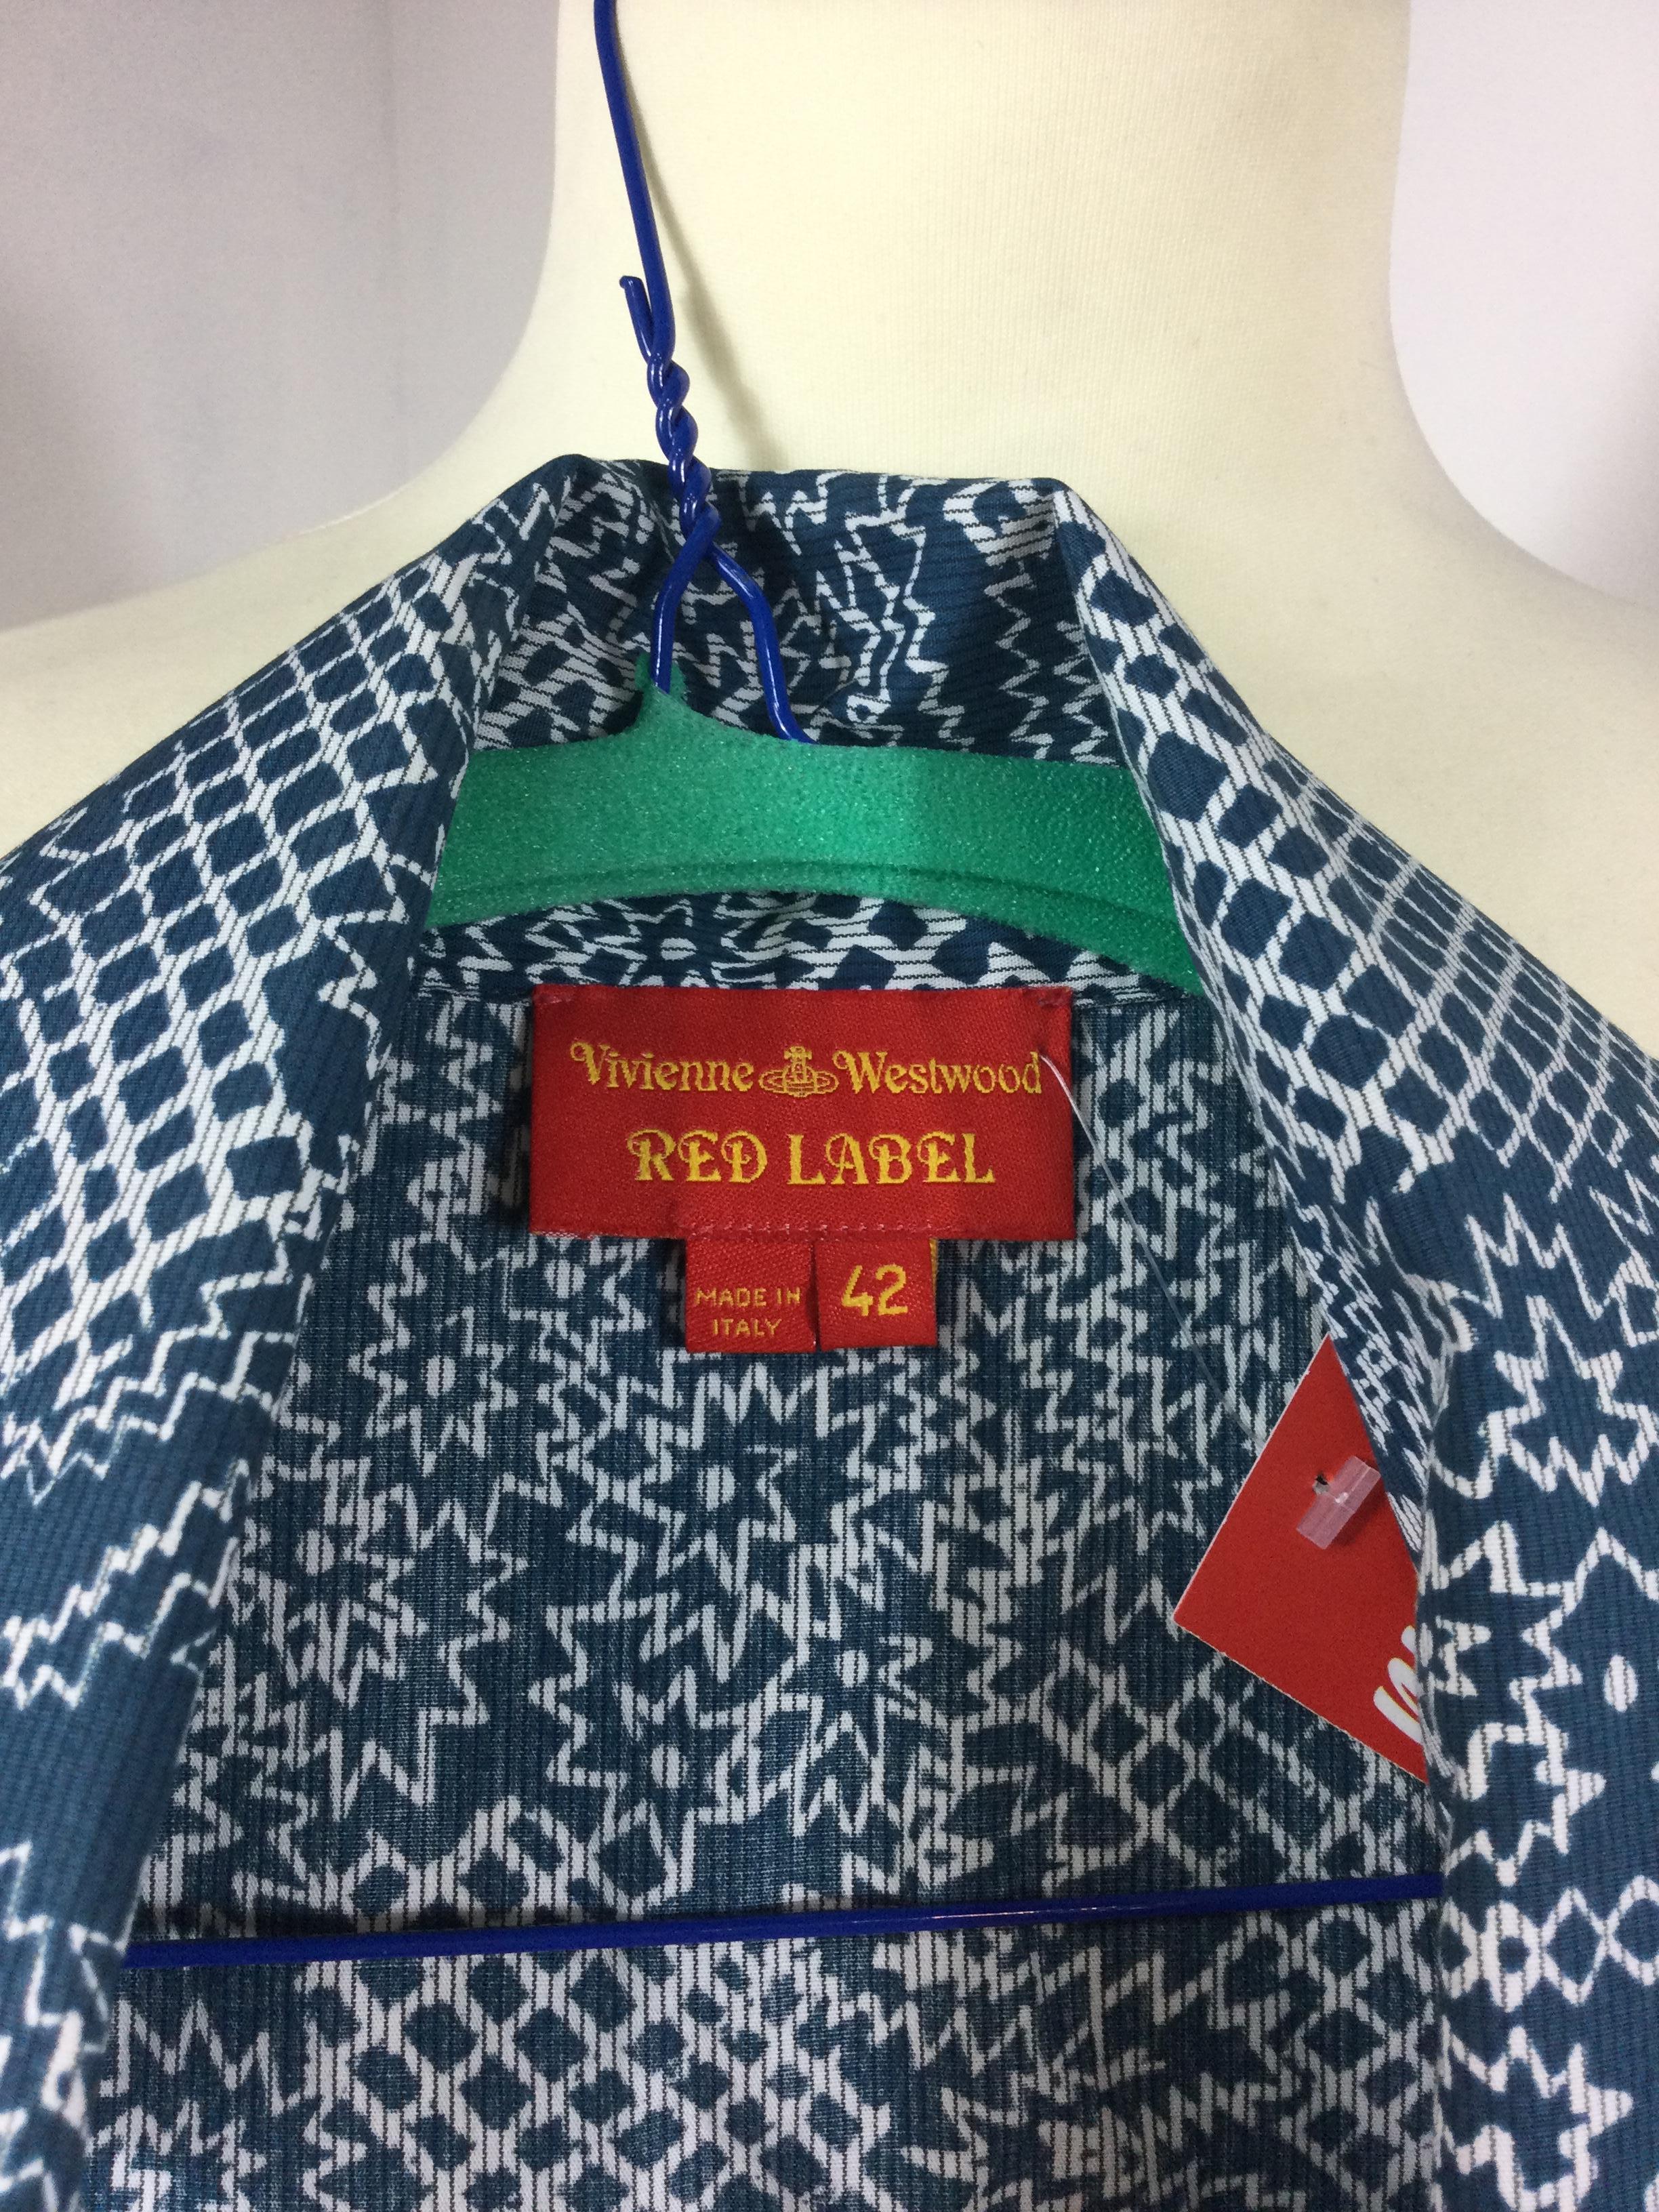 Vivienne Westwood
RED LABEL
MADE IN
ITALY
42